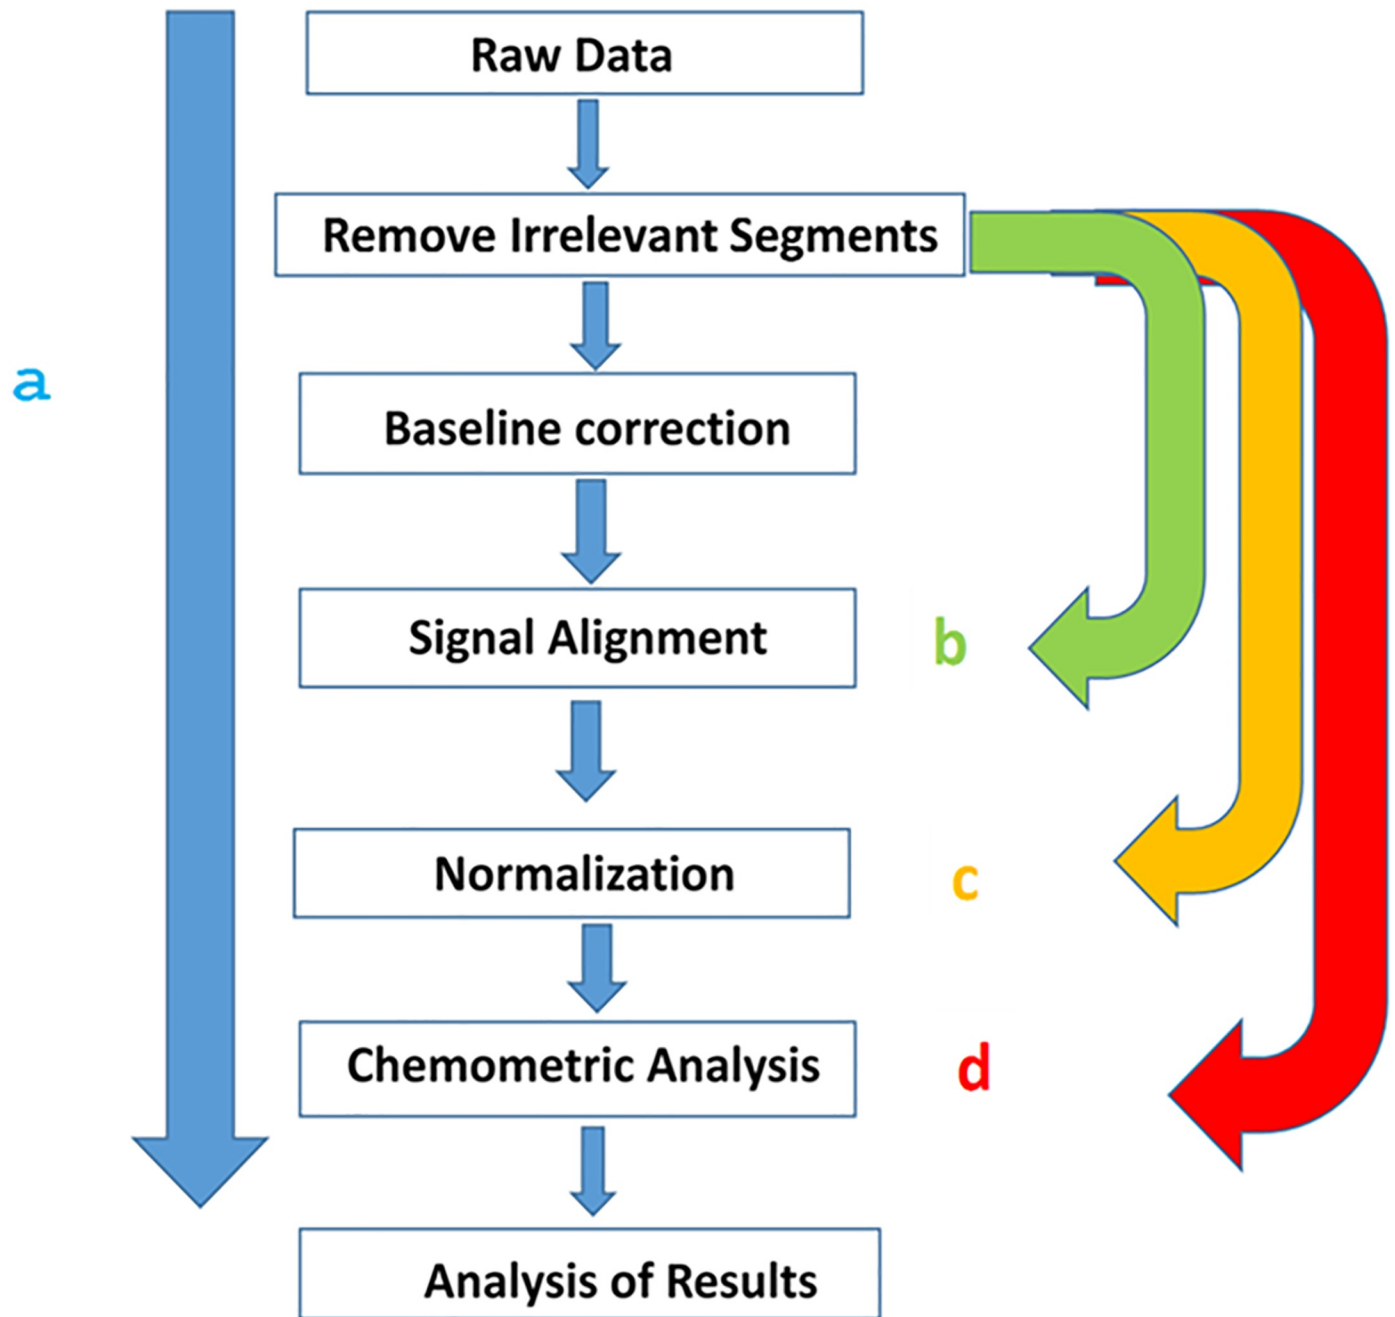 Raw Data
Remove Irrelevant Segments
a
Baseline correction
Signal Alignment
b
Normalization
c
Chemometric Analysis
d
Analysis of Results